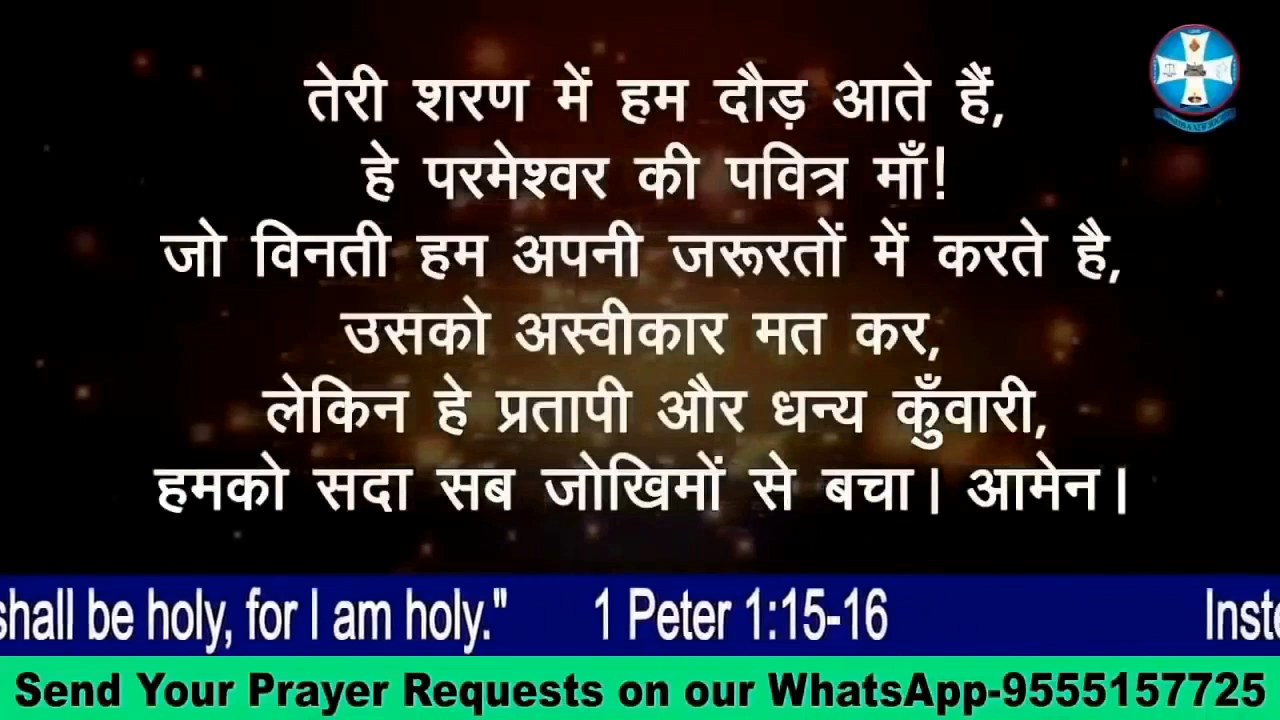 तेरी शरण में हम दौड़ आते हैं,
हे परमेश्वर की पवित्र माँ!
जो विनती हम अपनी जरूरतों में करते है,
उसको अस्वीकार मत कर,
लेकिन हे प्रतापी और धन्य कुँवारी,
हमको सदा सब जोखिमों से बचा। आमेन।
shall be holy, for I am holy." 1 Peter 1:15-16
Send Your Prayer Requests on our WhatsApp-9555157725